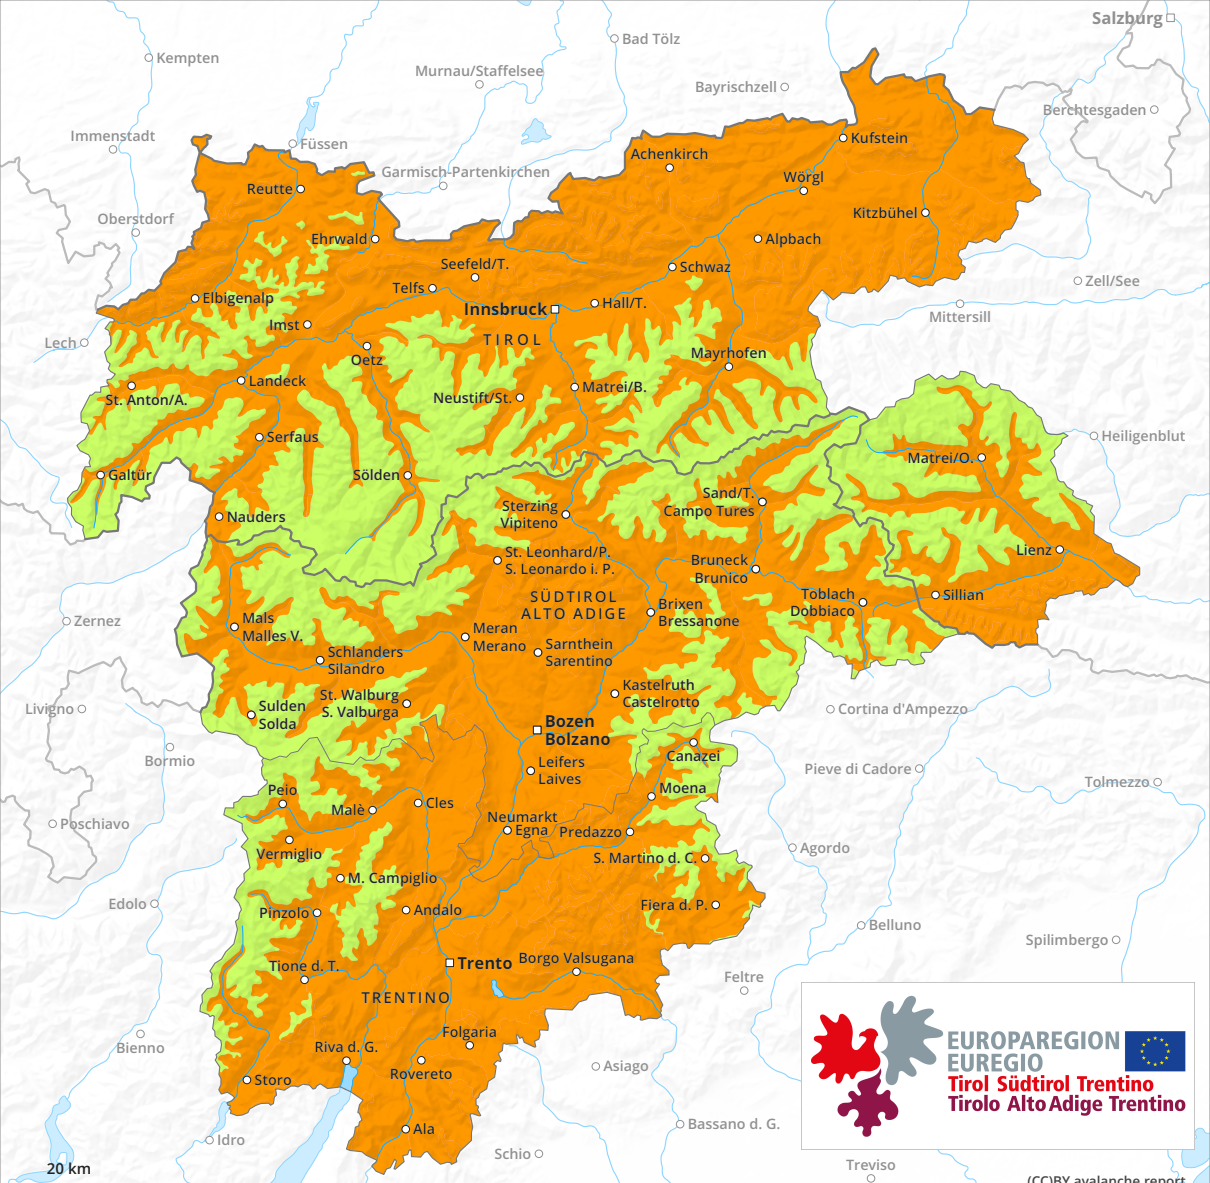 Salzburg
Bad Tölz
Kempten
Murnau/Staffelsee
Bayrischzell
Berchtesgaden
Immenstadt
Füssen
Kufstein
Achenkirch
Garmisch-Partenkirchen
Wörgl
Reutte
Oberstdorf
Kitzbühel
Ehrwald
Alpbach
Seefeld/T.
Schwaz
Zell/See
Telfs
Elbigenalp
Hall/T.
Innsbruck
Mittersill
Imst
TIROL
Lech
Oetz
Mayrhofen
Landeck
Matrei/B.
St. Anton/A.
Neustift/St.
Serfaus
Heiligenblut
Matrei/O.
Galtür
Sölden
Sand/T.
Campo Tures
Sterzing
Vipiteno
Nauders
Lienz
St. Leonhard/P.
S. Leonardo i. P.
Bruneck
Brunico
SÜDTIROL
ALTO ADIGE
Toblach
Dobbiaco
Sillian
Brixen
Bressanone
Zernez
Mals
Malles V.
Meran
Merano
Sarnthein
Sarentino
Schlanders
Silandro
Kastelruth
Castelrotto
St. Walburg
S. Valburga
Sulden
Solda
Livigno
Cortina d'Ampezzo
Bozen
Bolzano
Bormio
Canazei
Leifers
Laives
Pieve di Cadore
Tolmezzo
Peio
Moena
Malè
Cles
Neumarkt
Egna
Predazzo
Poschiavo
Vermiglio
Agordo
S. Martino d. C.
M. Campiglio
Edolo
Pinzolo
Andalo
Fiera d. P.
Belluno
Spilimbergo
Tione d. T.
Trento
Borgo Valsugana
Feltre
TRENTINO
Bienno
Riva d. G.
Folgaria
EUROPAREGION
EUREGIO
Tirol Südtirol Trentino
Tirolo Alto Adige Trentino
Storo
Rovereto
Asiago
Ala
Bassano d. G.
Idro
Schio
20 km
Treviso
(CC)BY avalanche.report